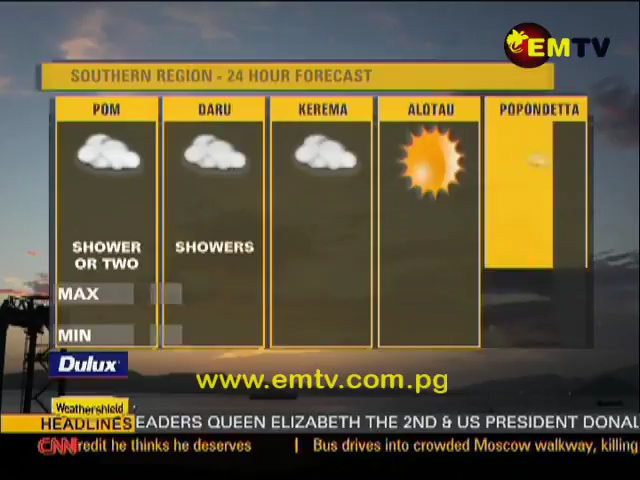 EMTV
SOUTHERN REGION - 24 HOUR FORECAST
POM DARU KEREMA ALOTAU POPONDETTA
SHOWER OR TWO
SHOWERS
MAX
MIN
Dulux
www.emtv.com.pg
Weathershield
HEADLINES EADERS QUEEN ELIZABETH THE 2ND & US PRESIDENT DONAL
CNN redit he thinks he deserves | Bus drives into crowded Moscow walkway, killing